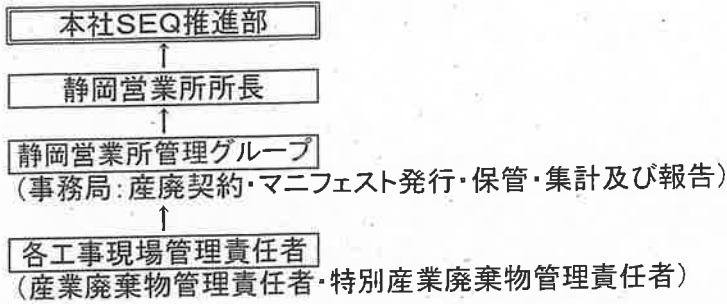 本社SEQ推進部
↑
静岡営業所所長
↑
静岡営業所管理グループ
(事務局:産廃契約・マニフェスト発行・保管・集計及び報告)
↑
各工事現場管理責任者
(産業廃棄物管理責任者・特別産業廃棄物管理責任者)